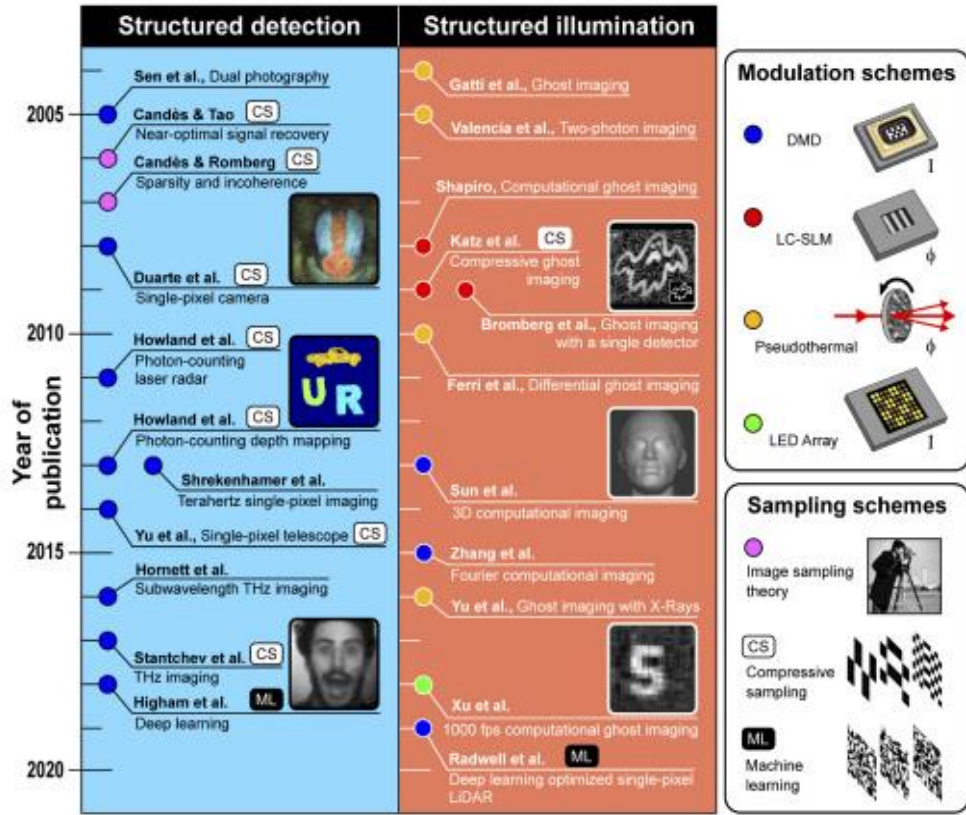 Structured detection
Structured illumination
Year of
publication
2005
2010
2015
2020
Sen et al., Dual photography
Candès & Tao CS
Near-optimal signal recovery
Candès & Romberg CS
Sparsity and incoherence
Duarte et al. CS
Single-pixel camera
Howland et al. CS
Photon-counting
laser radar
U R
Howland et al. CS
Photon-counting depth mapping
Shrekenhamer et al.
Terahertz single-pixel imaging
Yu et al., Single-pixel telescope CS
Hornett et al.
Subwavelength THz imaging
Stantchev et al. CS
THz imaging
Higham et al. ML
Deep learning
Gatti et al., Ghost imaging
Valencia et al., Two-photon imaging
Shapiro, Computational ghost imaging
Katz et al. CS
Compressive ghost
imaging
Bromberg et al., Ghost imaging
with a single detector
Ferri et al., Differential ghost imaging
Sun et al.
3D computational imaging
Zhang et al.
Fourier computational imaging
Yu et al., Ghost imaging with X-Rays
5
Xu et al.
1000 fps computational ghost imaging
Radwell et al. ML
Deep learning optimized single-pixel
LiDAR
Modulation schemes
DMD
I
LC-SLM
ϕ
Pseudothermal
ϕ
LED Array
I
Sampling schemes
Image sampling
theory
CS
Compressive
sampling
ML
Machine
learning